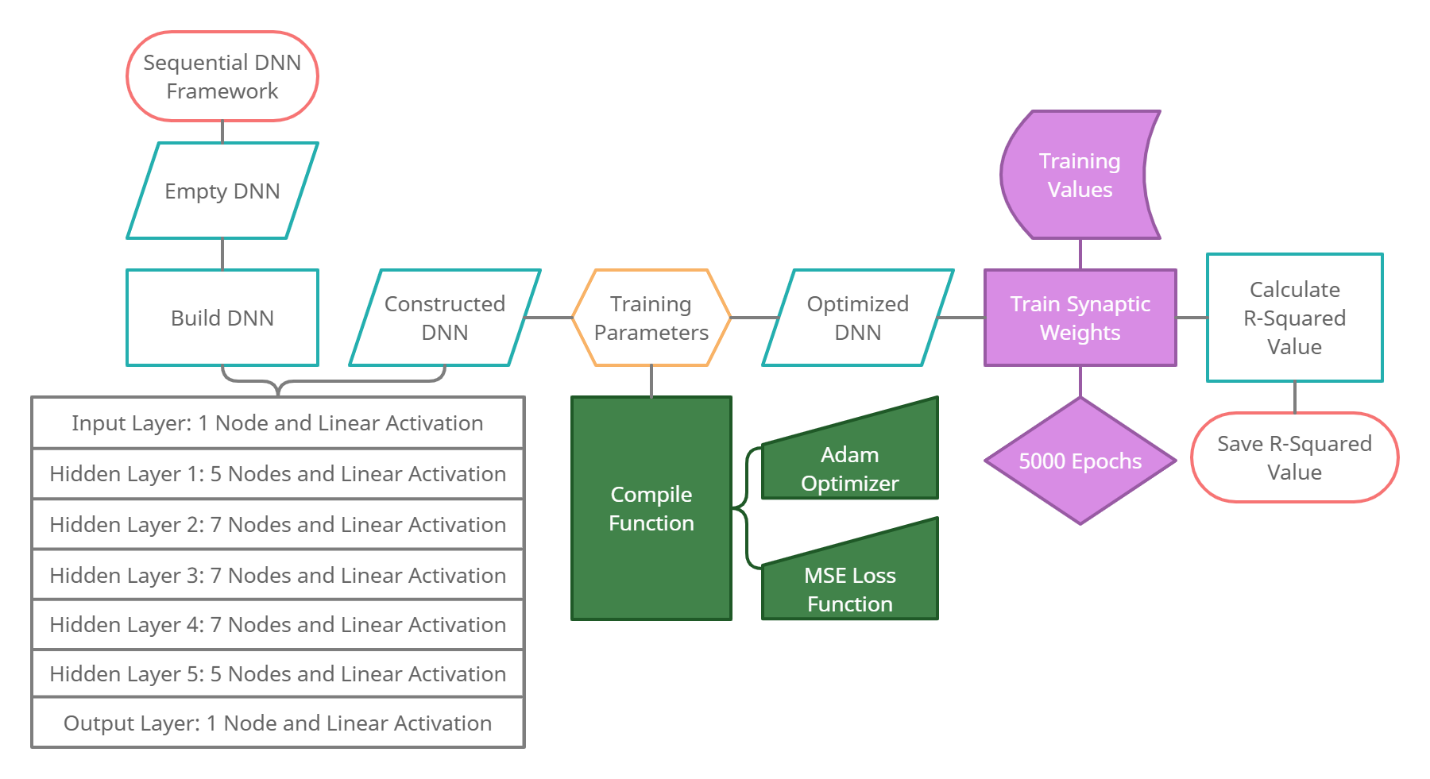 Sequential DNN
Framework
Empty DNN
Build DNN
Constructed
DNN
Training
Parameters
Optimized
DNN
Training
Values
Train Synaptic
Weights
Calculate
R-Squared
Value
Input Layer: 1 Node and Linear Activation
Hidden Layer 1: 5 Nodes and Linear Activation
Hidden Layer 2: 7 Nodes and Linear Activation
Hidden Layer 3: 7 Nodes and Linear Activation
Hidden Layer 4: 7 Nodes and Linear Activation
Hidden Layer 5: 5 Nodes and Linear Activation
Output Layer: 1 Node and Linear Activation
Compile
Function
Adam
Optimizer
MSE Loss
Function
5000 Epochs
Save R-Squared
Value